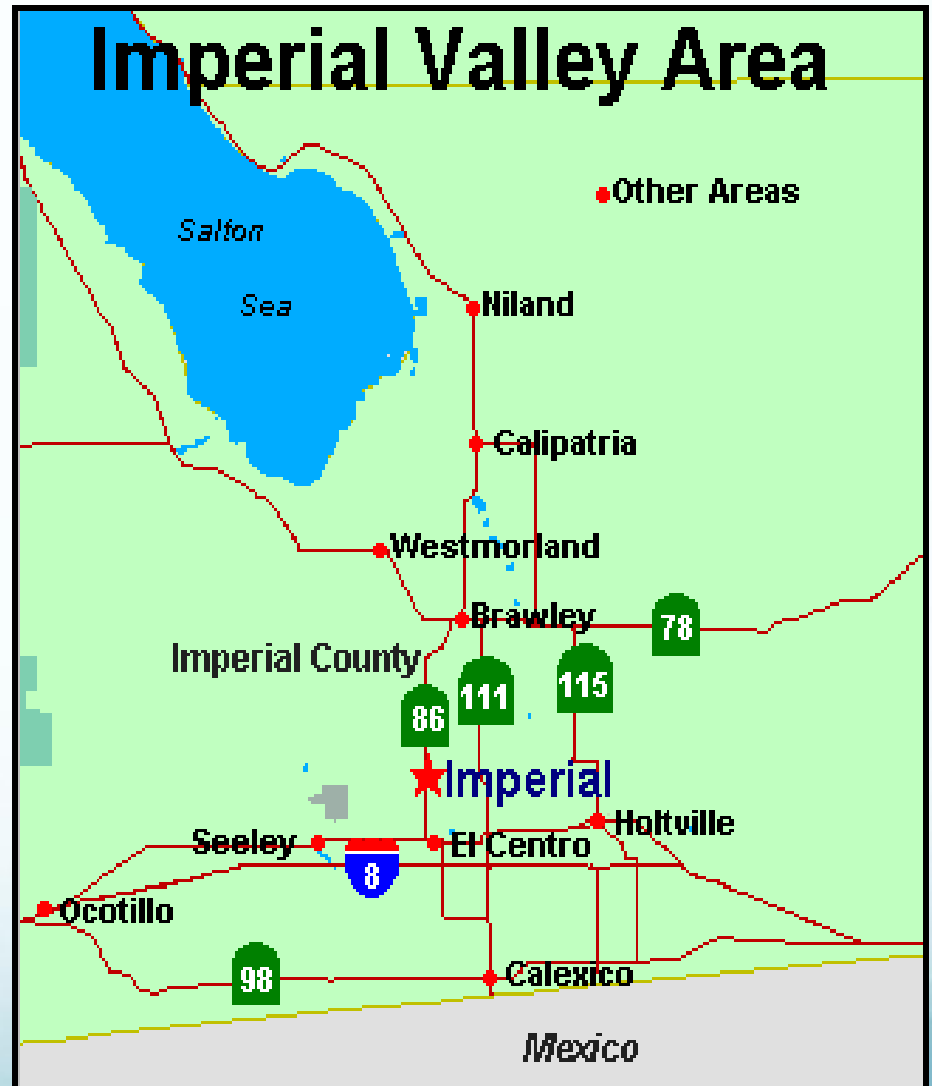 Imperial Valley Area
Other Areas
Salton
Sea
Niland
Calipatria
Westmorland
Brawley
78
Imperial County
115
111
86
Imperial
Holtville
Seeley
El Centro
8
Ocotillo
98
Calexico
Mexico